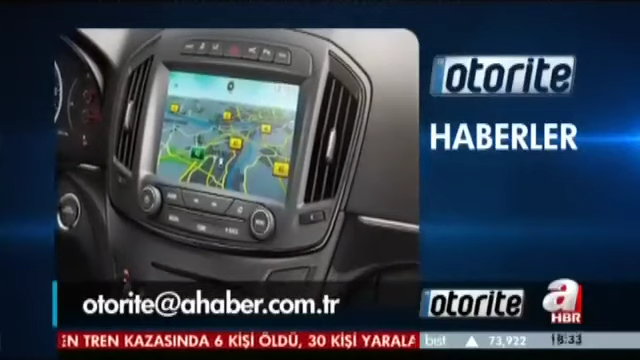 otorite
HABERLER
otorite@ahaber.com.tr
otorite
a
HBR
EN TREN KAZASINDA 6 KİŞİ ÖLDÜ, 30 KİŞİ YARALA
bist ▲ 73,922
18:33